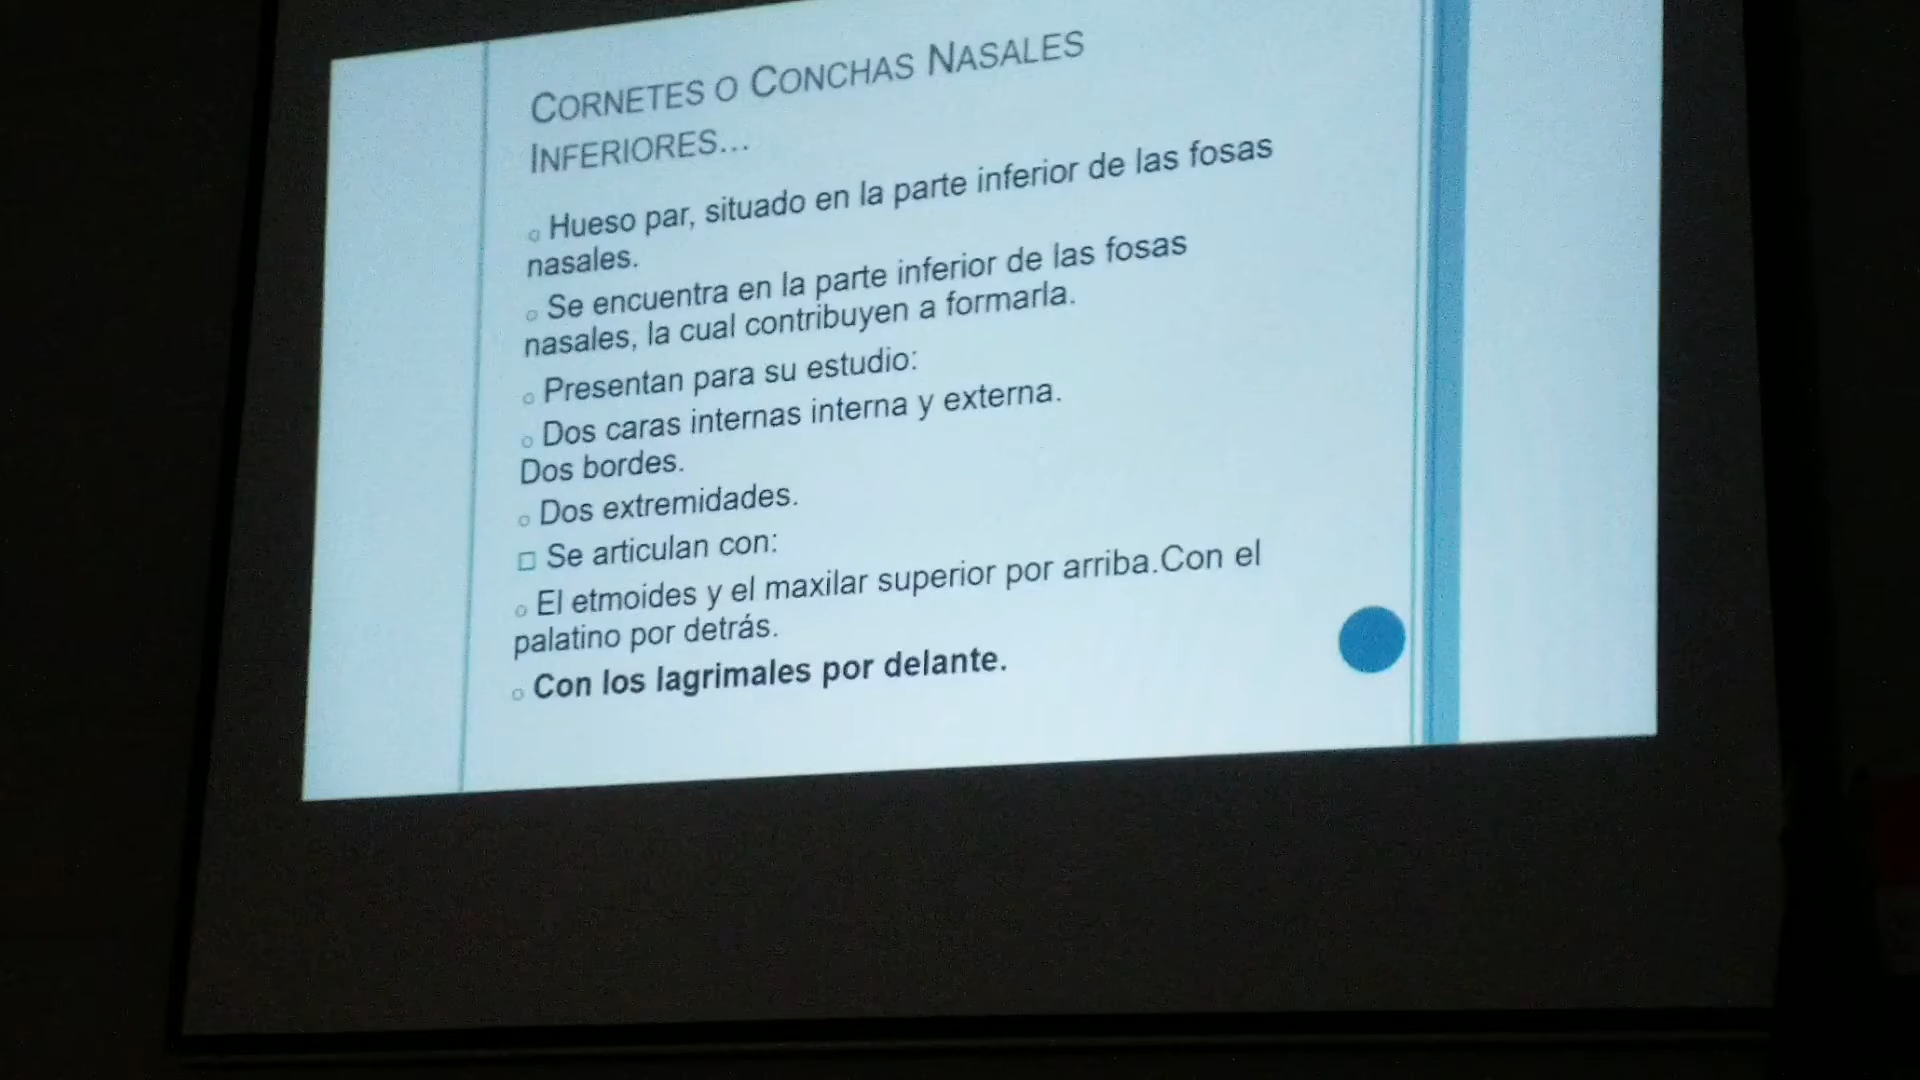 CORNETES O CONCHAS NASALES
INFERIORES...
Hueso par, situado en la parte inferior de las fosas
nasales.
Se encuentra en la parte inferior de las fosas
nasales, la cual contribuyen a formarla.
Presentan para su estudio:
Dos caras internas interna y externa.
Dos bordes.
Dos extremidades.
Se articulan con:
El etmoides y el maxilar superior por arriba.Con el
palatino por detrás.
Con los lagrimales por delante.